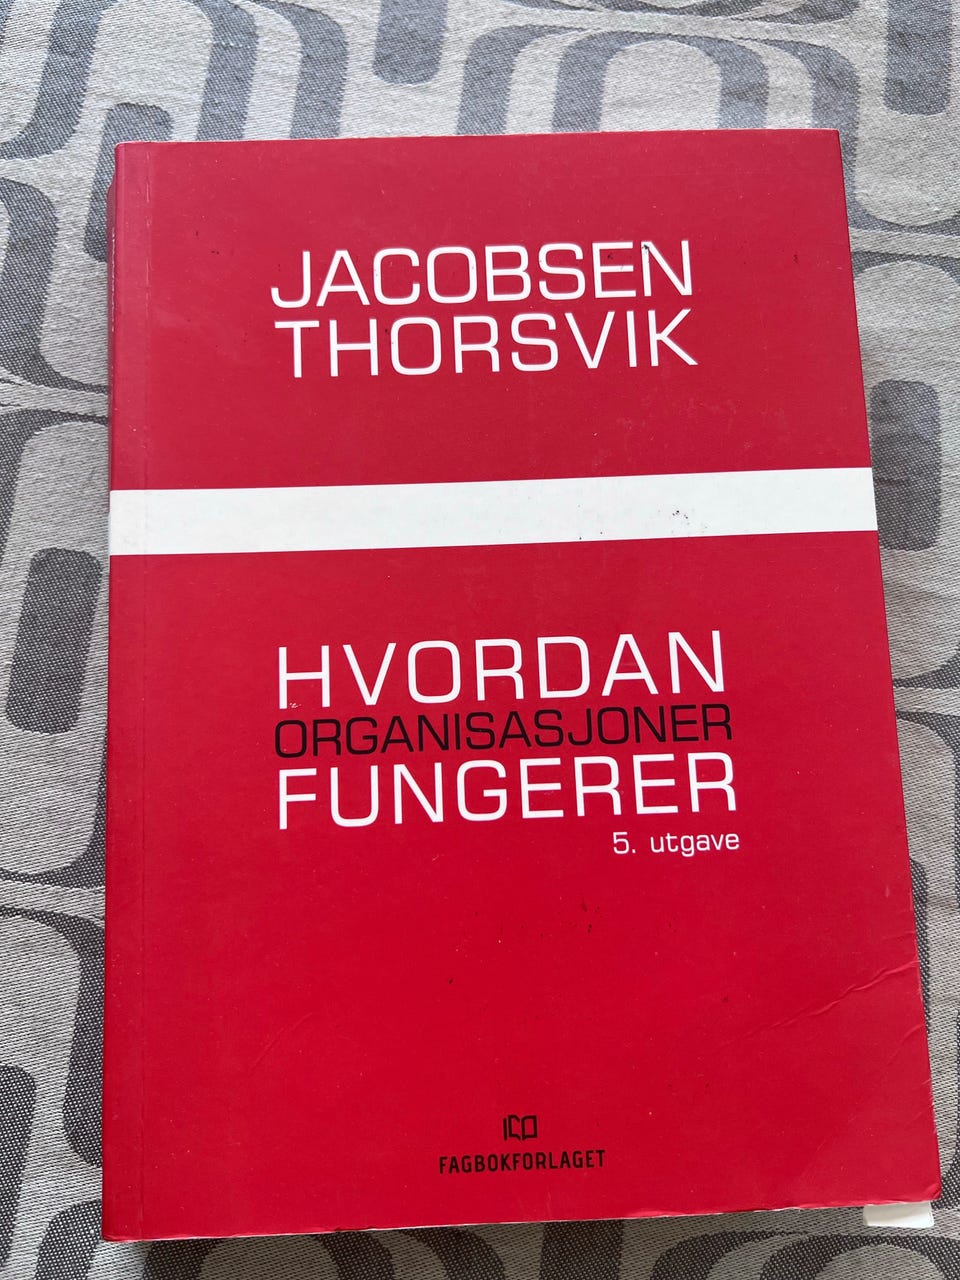 JACOBSEN
THORSVIK
HVORDAN
ORGANISASJONER
FUNGERER
5. utgave
FAGBOKFORLAGET